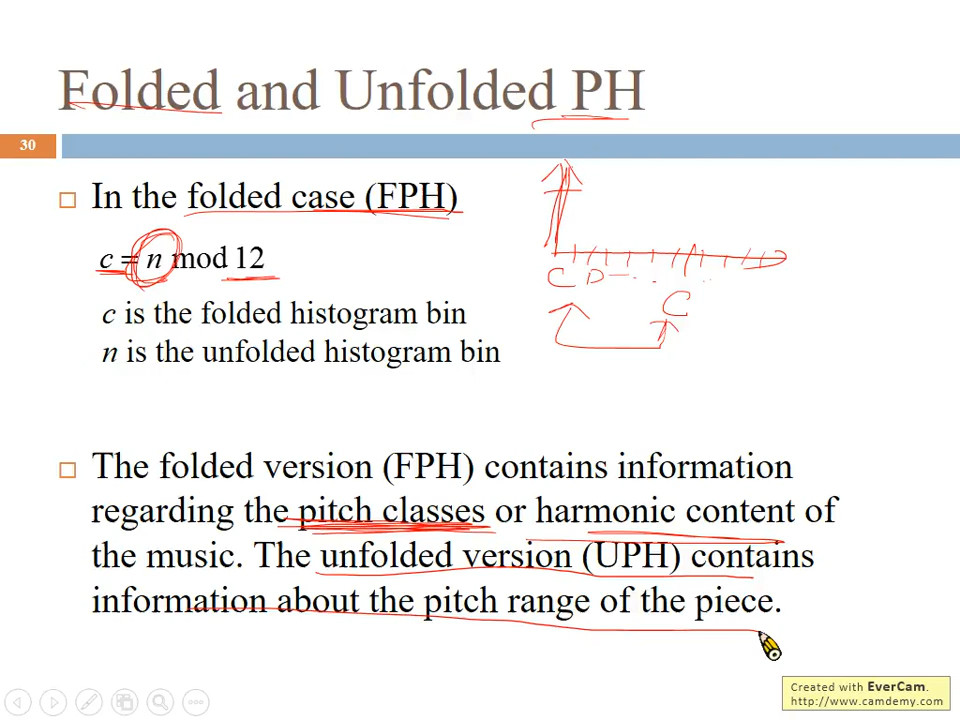 Folded and Unfolded PH
30
In the folded case (FPH)
c = n mod 12
c is the folded histogram bin
n is the unfolded histogram bin
C D
C
The folded version (FPH) contains information
regarding the pitch classes or harmonic content of
the music. The unfolded version (UPH) contains
information about the pitch range of the piece.
Created with EverCam.
http://www.camdemy.com